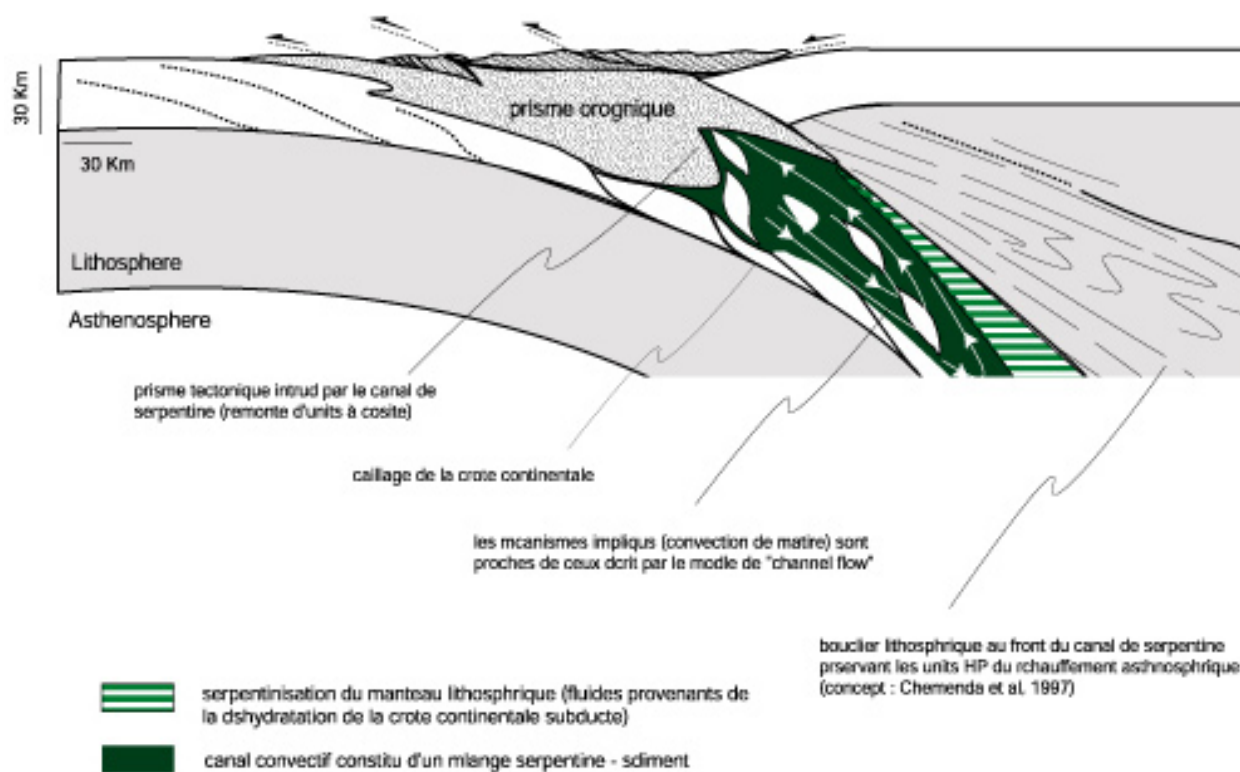 30 Km
prisme orognique
30 Km
Lithosphere
Asthenosphere
prisme tectonique intrud par le canal de
serpentine (remonte d'units à cosite)
caillage de la crote continentale
les mcanismes impliqus (convection de matire) sont
proches de ceux dcrit par le modle de "channel flow"
bouclier lithosphrique au front du canal de serpentine
prservant les units HP du rchauffement asthnosphrique
(concept : Chemenda et al, 1997)
serpentinisation du manteau lithosphrique (fluides provenants de
la dshydratation de la crote continentale subducte)
canal convectif constitu d'un mlange serpentine - sdiment